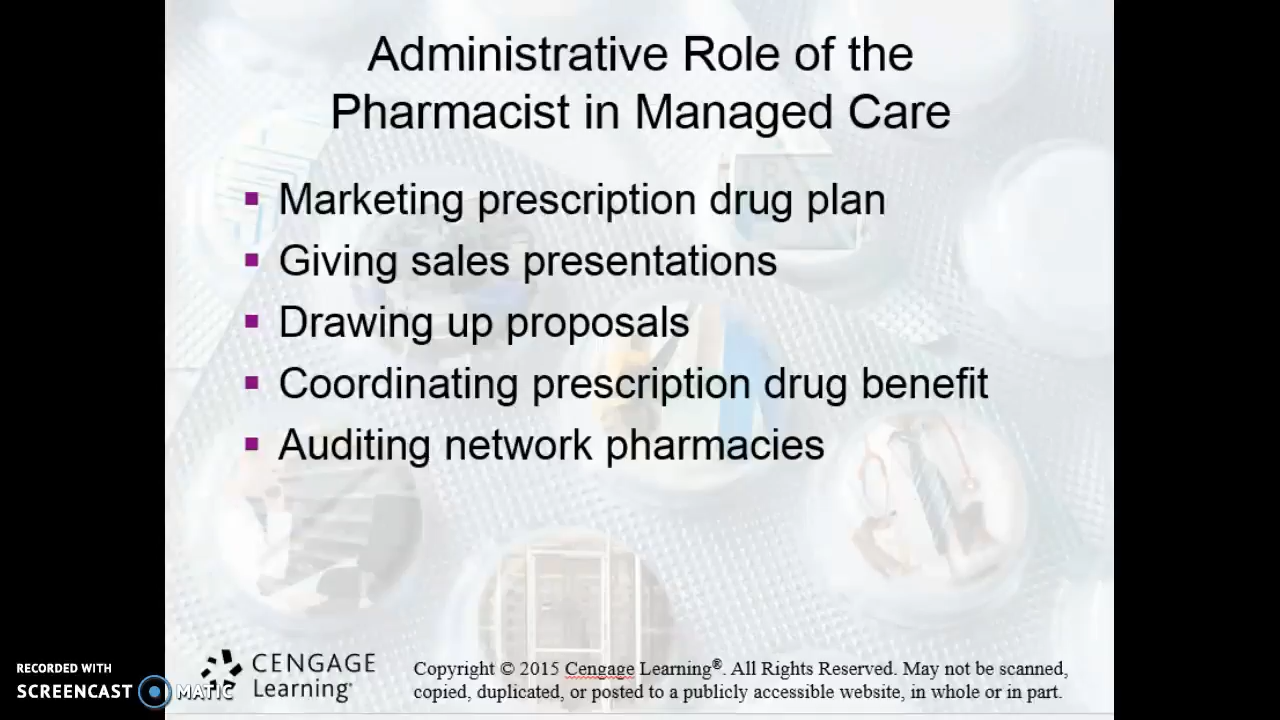 Administrative Role of the
Pharmacist in Managed Care
Marketing prescription drug plan
Giving sales presentations
Drawing up proposals
Coordinating prescription drug benefit
Auditing network pharmacies
CENGAGE
Learning®
Copyright © 2015 Cengage Learning®. All Rights Reserved. May not be scanned,
copied, duplicated, or posted to a publicly accessible website, in whole or in part.
RECORDED WITH
SCREENCAST MATIC